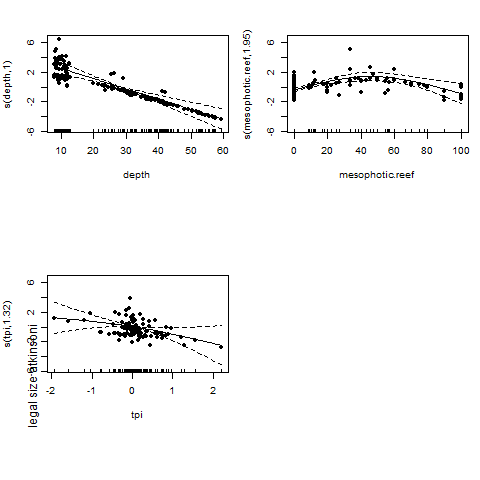 s(depth,1)
6
2
-2
-6
10 20 30 40 50 60
depth
s(mesophotic.reef,1.95)
6
2
-2
-6
0 20 40 60 80 100
mesophotic.reef
s(tpi,1.32)
legal size atkinsoni
6
2
-2
-6
-2 -1 0 1 2
tpi